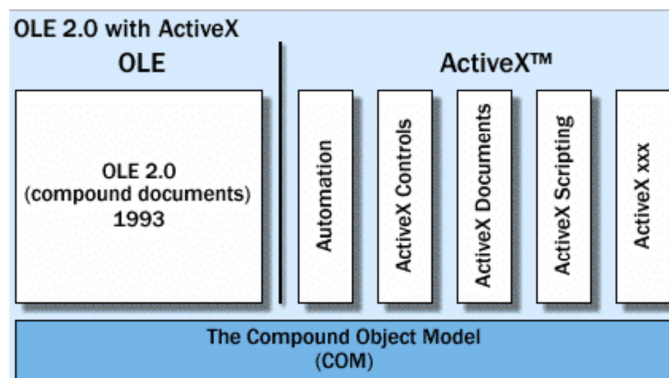 OLE 2.0 with ActiveX
OLE
ActiveX™
OLE 2.0
(compound documents)
1993
Automation
ActiveX Controls
ActiveX Documents
ActiveX Scripting
ActiveX xxx
The Compound Object Model
(COM)